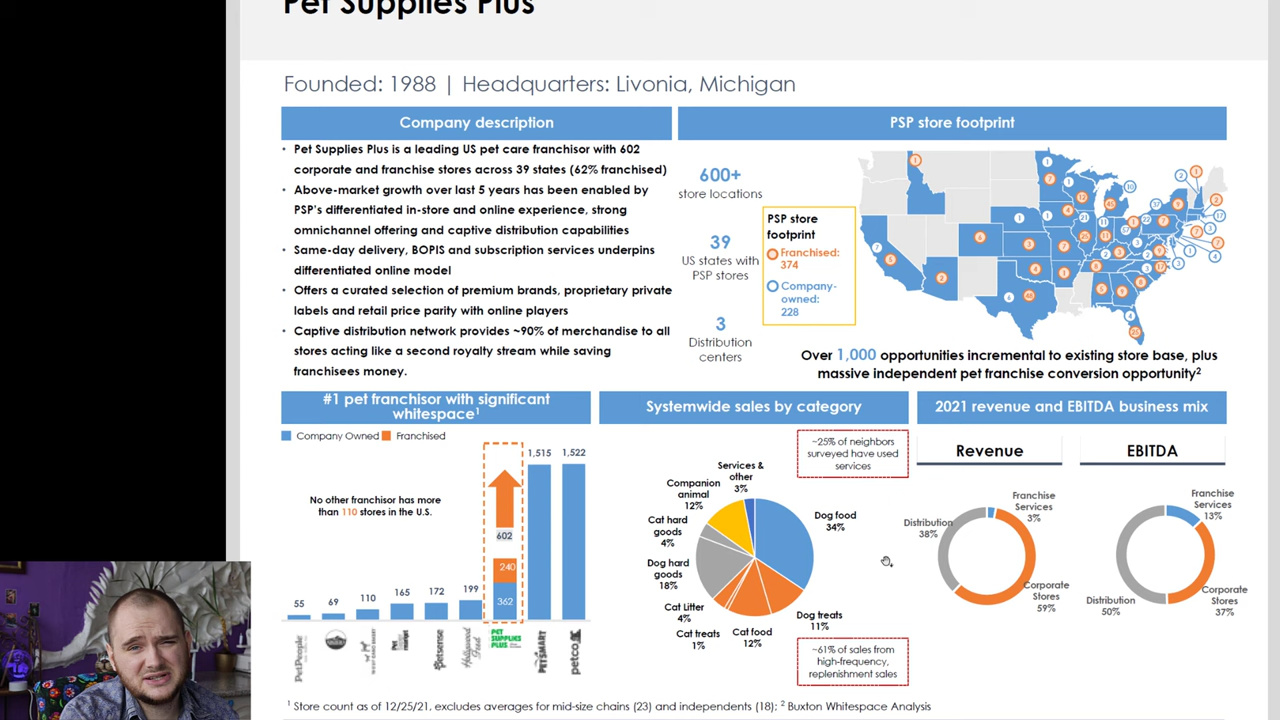 Pet Supplies Plus
Founded: 1988 | Headquarters: Livonia, Michigan
Company description
• Pet Supplies Plus is a leading US pet care franchisor with 602
corporate and franchise stores across 39 states (62% franchised)
• Above-market growth over last 5 years has been enabled by
PSP's differentiated in-store and online experience, strong
omnichannel offering and captive distribution capabilities
• Same-day delivery, BOPIS nd subscription services underpins
differentiated online model
• Offers a curated selection of premium brands, proprietary private
labels and retail price parity with online players
• Captive distribution network provides ~90% of merchandise to all
stores acting like a second royalty stream while saving
franchisees money.
PSP store footprint
600+
store locations
39
US states with
PSP stores
3
Distribution
centers
PSP store
footprint
Franchised:
374
Company-
owned:
228
Over 1,000 opportunities incremental to existing store base, plus
massive independent pet franchise conversion opportunity²
#1 pet franchisor with significant
whitespace¹
Company Owned Franchised
No other franchisor has more
than 110 stores in the U.S.
55
69
110
165
172
199
602
240
362
1,515
1,522
PetPeople
Petsense
PET
SUPPLIES
PLUS
PETSMART
petco
Systemwide sales by category
~25% of neighbors
surveyed have used
services
Services &
other
3%
Companion
animal
12%
Cat hard
goods
4%
Dog hard
goods
18%
Cat Litter
4%
Cat treats
1%
Cat food
12%
Dog treats
11%
Dog food
34%
~61% of sales from
high-frequency,
replenishment sales
2021 revenue and EBITDA business mix
Revenue
Franchise
Services
3%
Distribution
38%
Corporate
Stores
59%
EBITDA
Franchise
Services
13%
Distribution
50%
Corporate
Stores
37%
¹ Store count as of 12/25/21, excludes averages for mid-size chains (23) and independents (18); ² Buxton Whitespace Analysis